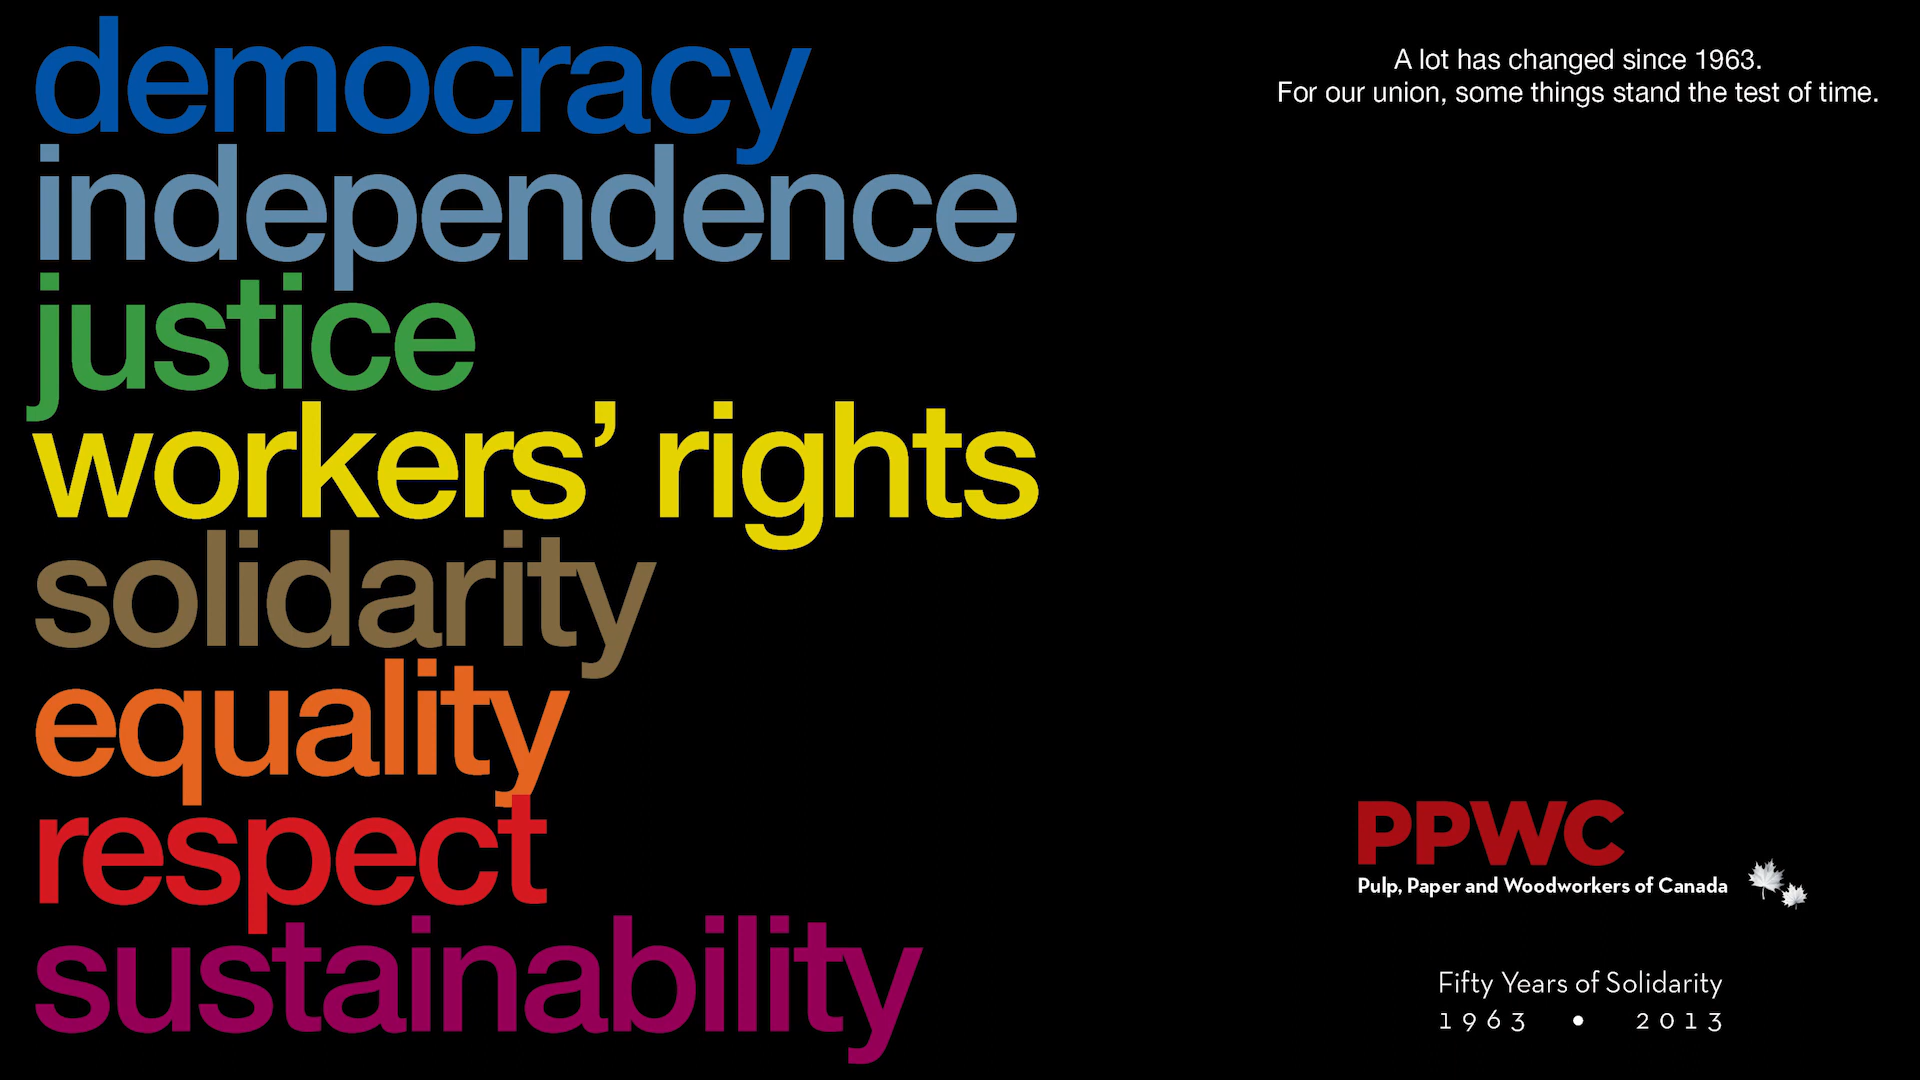 democracy
independence
justice
workers’ rights
solidarity
equality
respect
sustainability
A lot has changed since 1963.
For our union, some things stand the test of time.
PPWC
Pulp, Paper and Woodworkers of Canada
Fifty Years of Solidarity
1963 • 2013